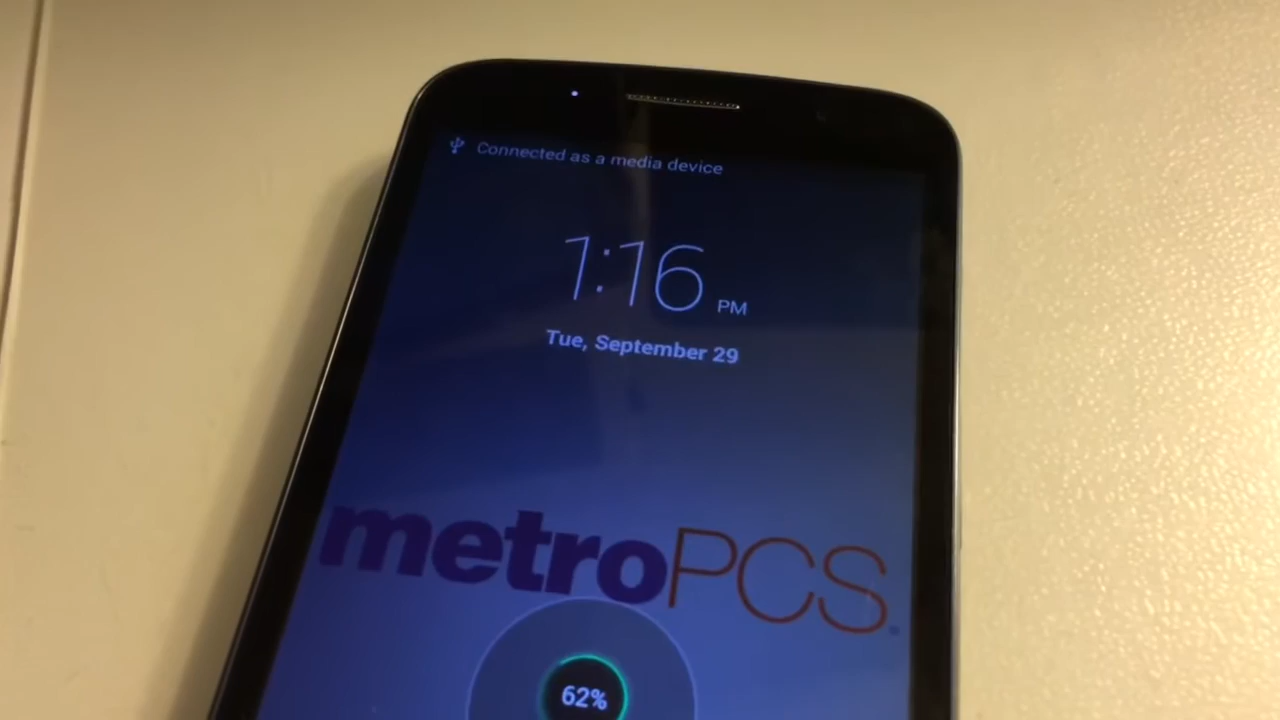 Connected as a media device
1:16 PM
Tue, September 29
metroPCS.
62%